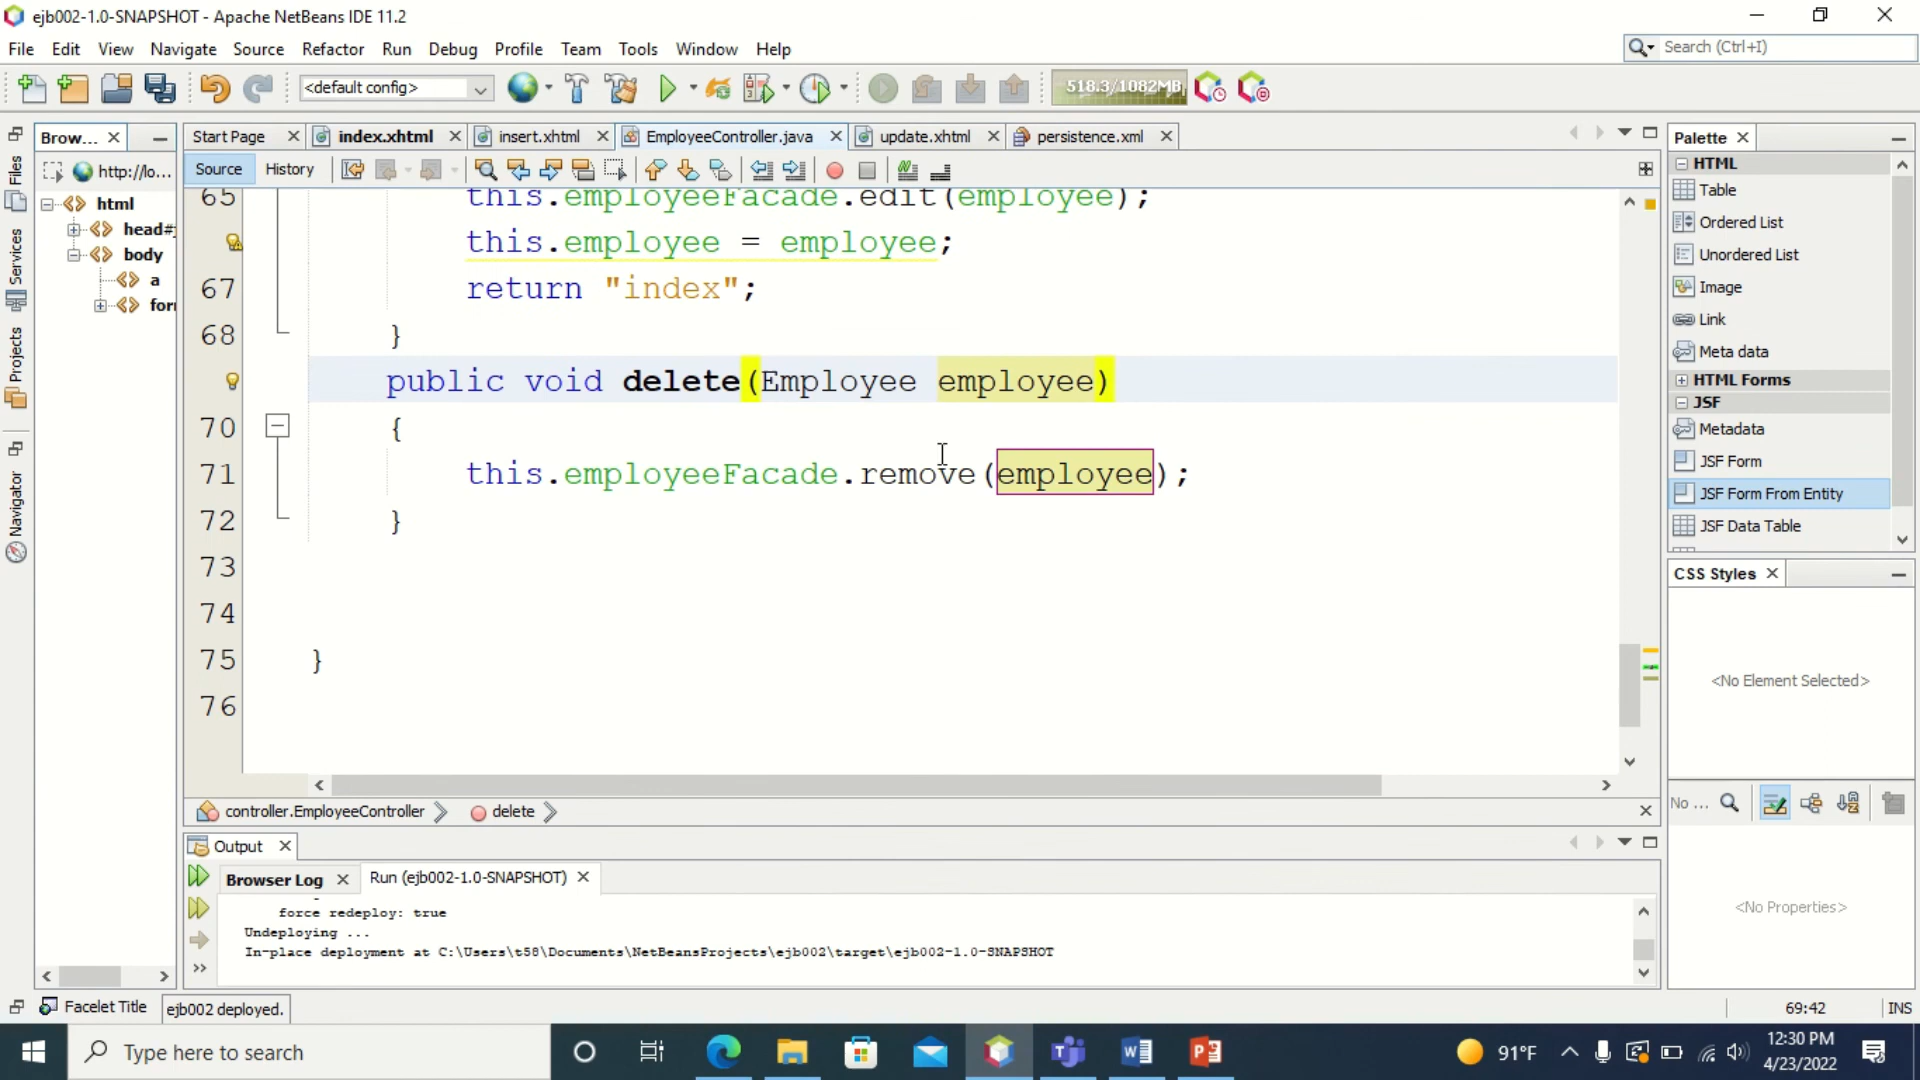 ejb002-1.0-SNAPSHOT - Apache NetBeans IDE 11.2
File Edit View Navigate Source Refactor Run Debug Profile Team Tools Window Help
Search (Ctrl+I)
<default config>
518.3/1082MB
Brow...
Start Page index.xhtml insert.xhtml EmployeeController.java update.xhtml persistence.xml
Palette
Source History
http://lo...
html
head#j
body
a
for
Files
Services
Projects
Navigator
65 this.employeeFacade.edit(employee);
this.employee = employee;
67 return "index";
68 }
public void delete(Employee employee)
70 {
71 this.employeeFacade.remove(employee);
72 }
73
74
75 }
76
HTML
Table
Ordered List
Unordered List
Image
Link
Meta data
HTML Forms
JSF
Metadata
JSF Form
JSF Form From Entity
JSF Data Table
CSS Styles
<No Element Selected>
No ...
<No Properties>
controller.EmployeeController delete
Output
Browser Log Run (ejb002-1.0-SNAPSHOT)
force redeploy: true
Undeploying ...
In-place deployment at C:\Users\t58\Documents\NetBeansProjects\ejb002\target\ejb002-1.0-SNAPSHOT
Facelet Title ejb002 deployed.
69:42 INS
Type here to search
91°F
12:30 PM
4/23/2022